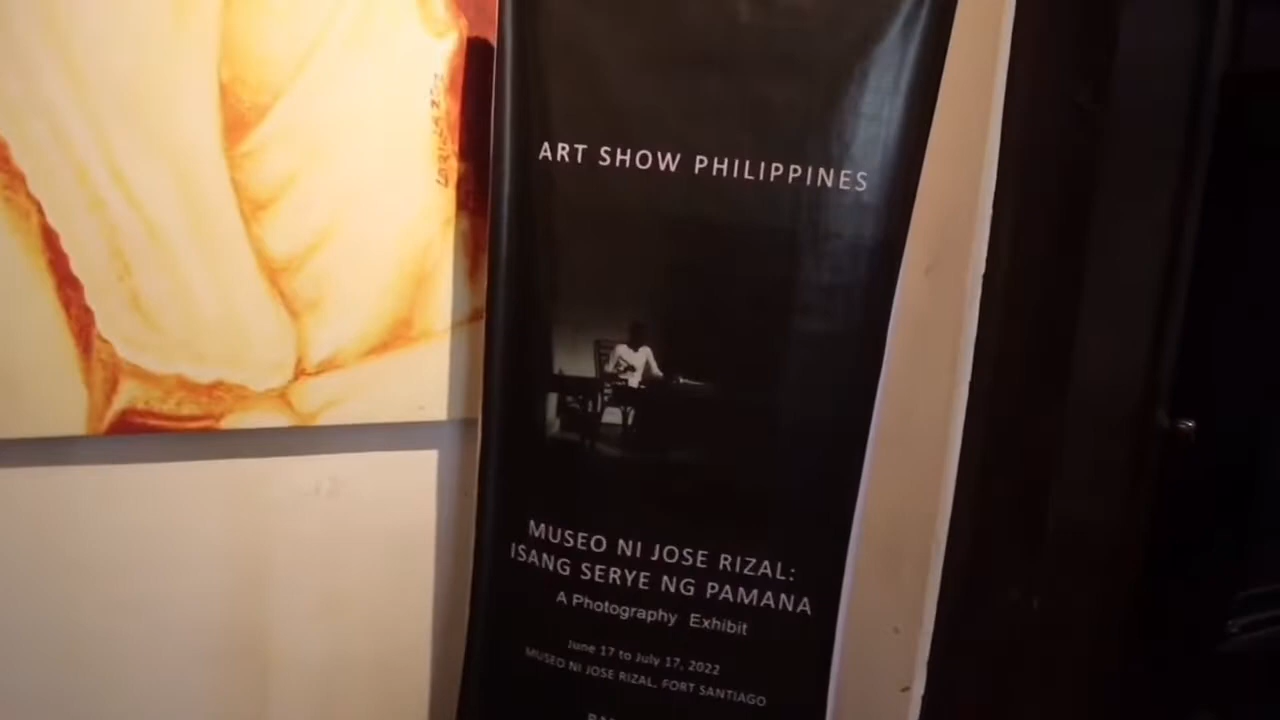 ART SHOW PHILIPPINES
MUSEO NI JOSE RIZAL:
ISANG SERYE NG PAMANA
A Photography Exhibit
June 17 to July 17, 2022
MUSEO NI JOSE RIZAL, FORT SANTIAGO